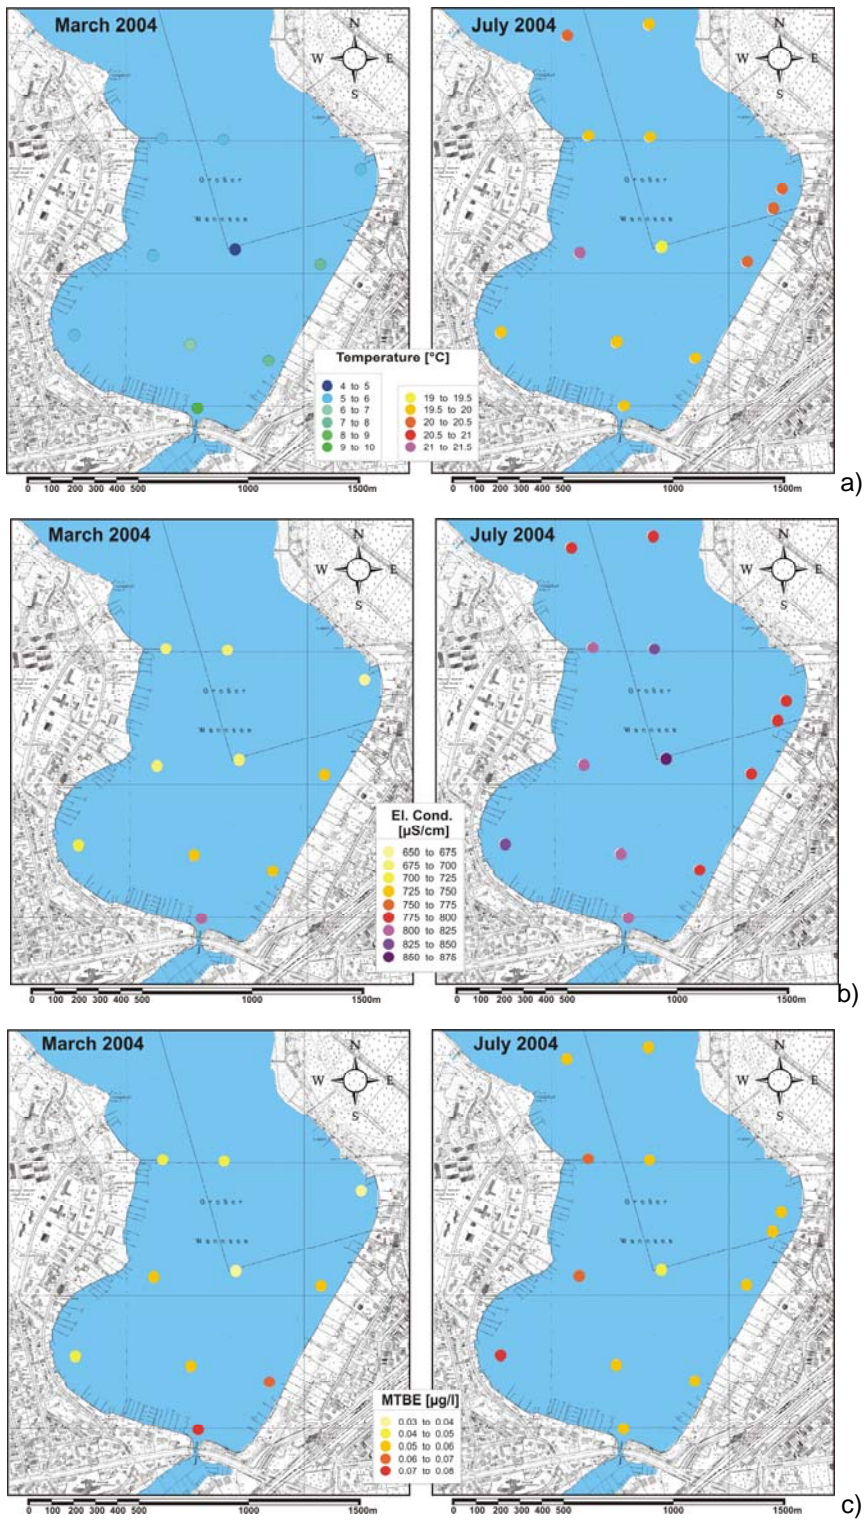 March 2004
N
W
E
S
Großer
Wannsee
July 2004
N
W
E
S
Großer
Wannsee
Temperature [°C]
4 to 5
5 to 6
6 to 7
7 to 8
8 to 9
9 to 10
19 to 19.5
19.5 to 20
20 to 20.5
20.5 to 21
21 to 21.5
0 100 200 300 400 500 1000 1500m
0 100 200 300 400 500 1000 1500m
a)
March 2004
N
W
E
S
Großer
Wannsee
July 2004
N
W
E
S
Großer
Wannsee
El. Cond.
[µS/cm]
650 to 675
675 to 700
700 to 725
725 to 750
750 to 775
775 to 800
800 to 825
825 to 850
850 to 875
0 100 200 300 400 500 1000 1500m
0 100 200 300 400 500 1000 1500m
b)
March 2004
N
W
E
S
Großer
Wannsee
July 2004
N
W
E
S
Großer
Wannsee
MTBE [µg/l]
0.03 to 0.04
0.04 to 0.05
0.05 to 0.06
0.06 to 0.07
0.07 to 0.08
0 100 200 300 400 500 1000 1500m
0 100 200 300 400 500 1000 1500m
c)